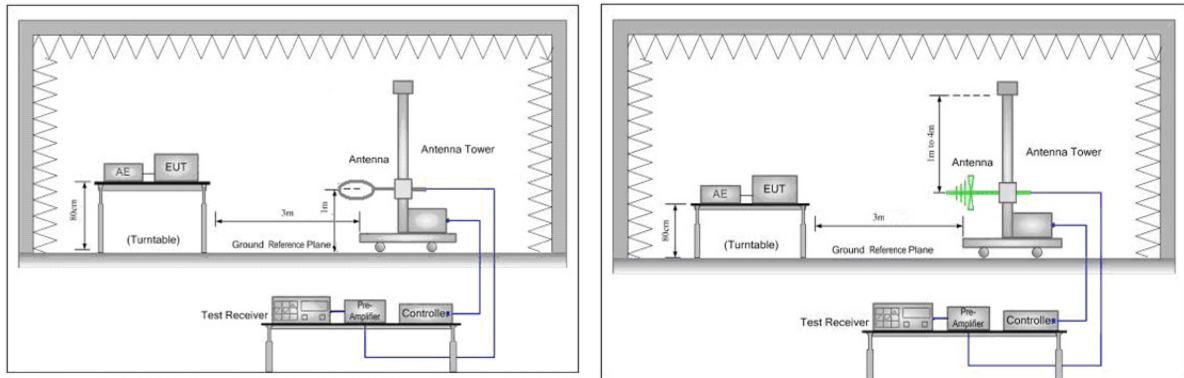 Antenna
Antenna Tower
AE
EUT
80cm
1m
3m
(Turntable)
Ground Reference Plane
Test Receiver
Pre-
Amplifier
Controller
1m to 4m
Antenna
Antenna Tower
AE
EUT
80cm
3m
(Turntable)
Ground Reference Plane
Test Receiver
Pre-
Amplifier
Controller